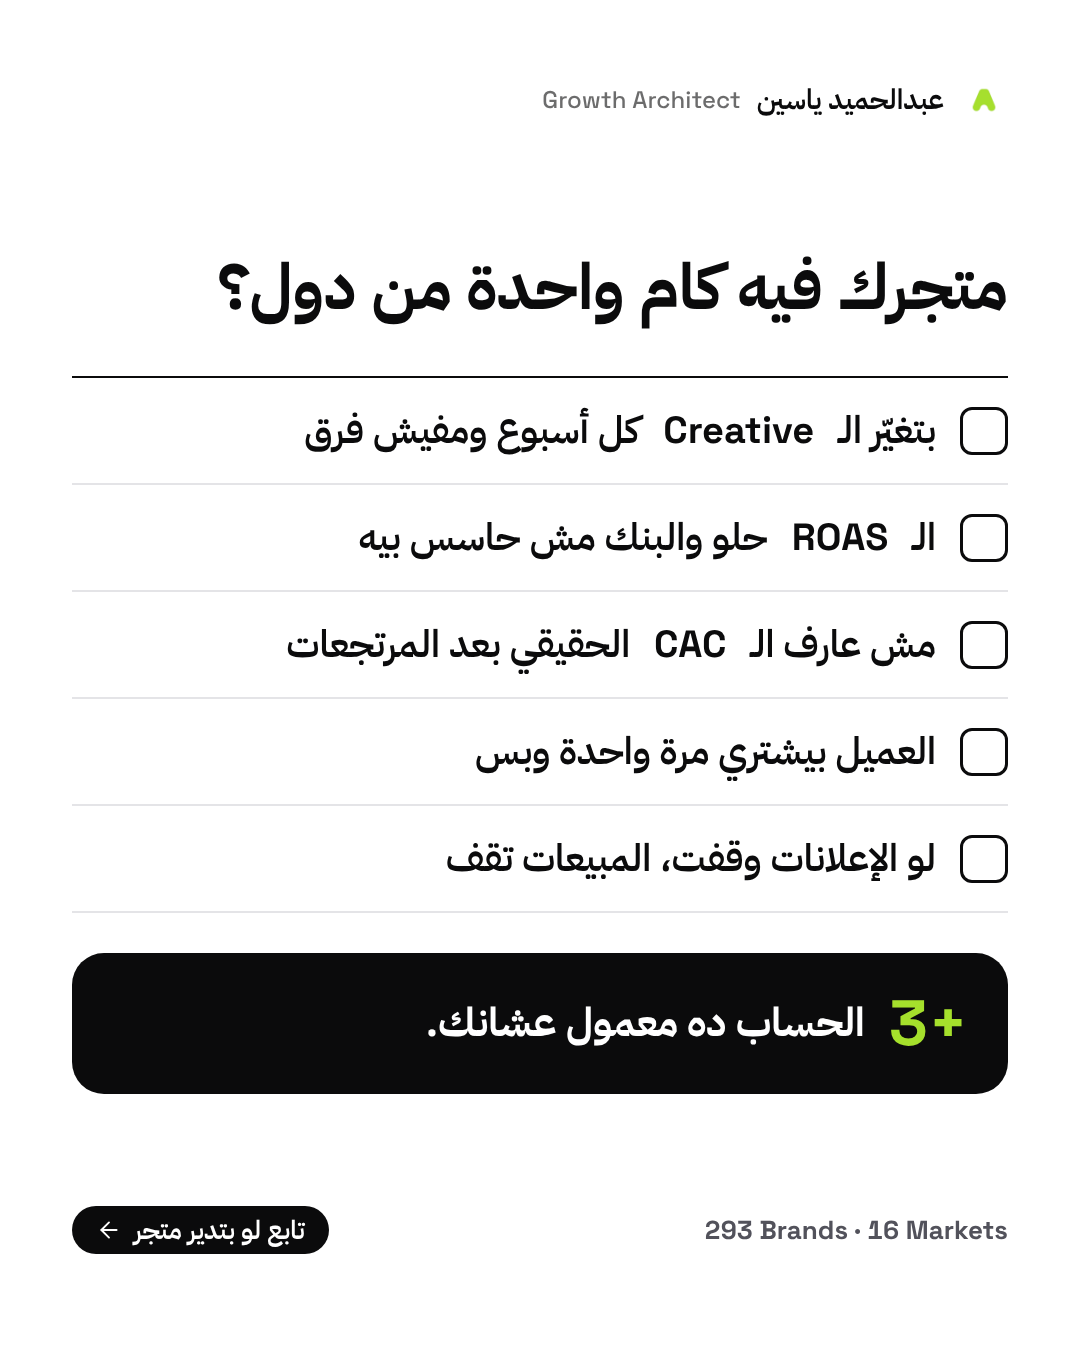 عبدالحميد ياسين Growth Architect
متجرك فيه كام واحدة من دول؟
بتغيّر الـ Creative كل أسبوع ومفيش فرق
الـ ROAS حلو والبنك مش حاسس بيه
مش عارف الـ CAC الحقيقي بعد المرتجعات
العميل بيشتري مرة واحدة وبس
لو الإعلانات وقفت، المبيعات تقف
3+ الحساب ده معمول عشانك.
293 Brands · 16 Markets
تابع لو بتدير متجر ←